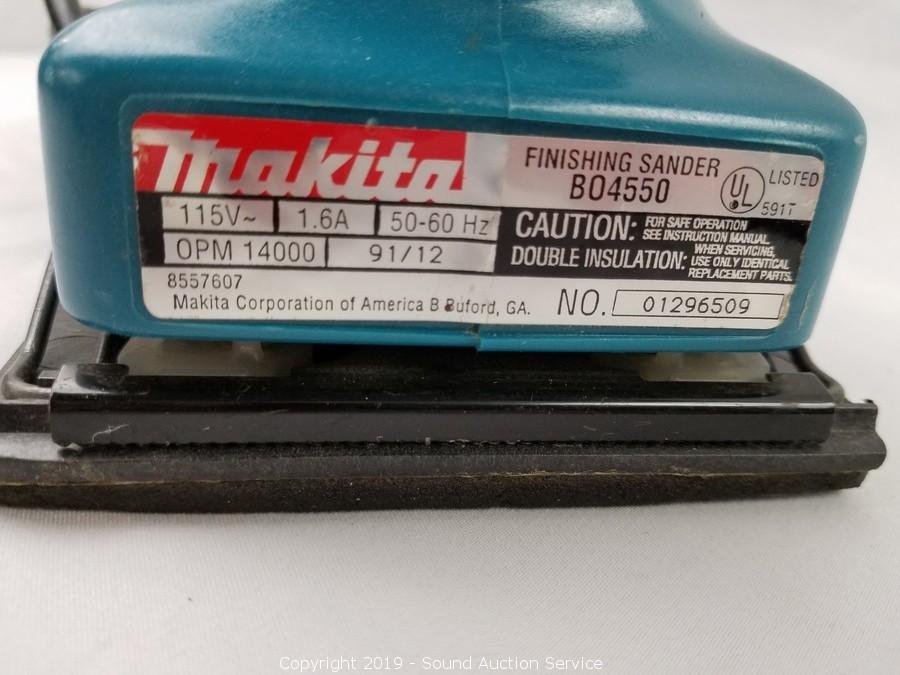 Makita
FINISHING SANDER
BO4550
UL
LISTED
591T
115V~ 1.6A 50-60 Hz
OPM 14000 91/12
CAUTION: FOR SAFE OPERATION
SEE INSTRUCTION MANUAL.
WHEN SERVICING,
DOUBLE INSULATION: USE ONLY IDENTICAL
REPLACEMENT PARTS.
8557607
Makita Corporation of America B Buford, GA.
NO. 01296509
Copyright 2019 - Sound Auction Service